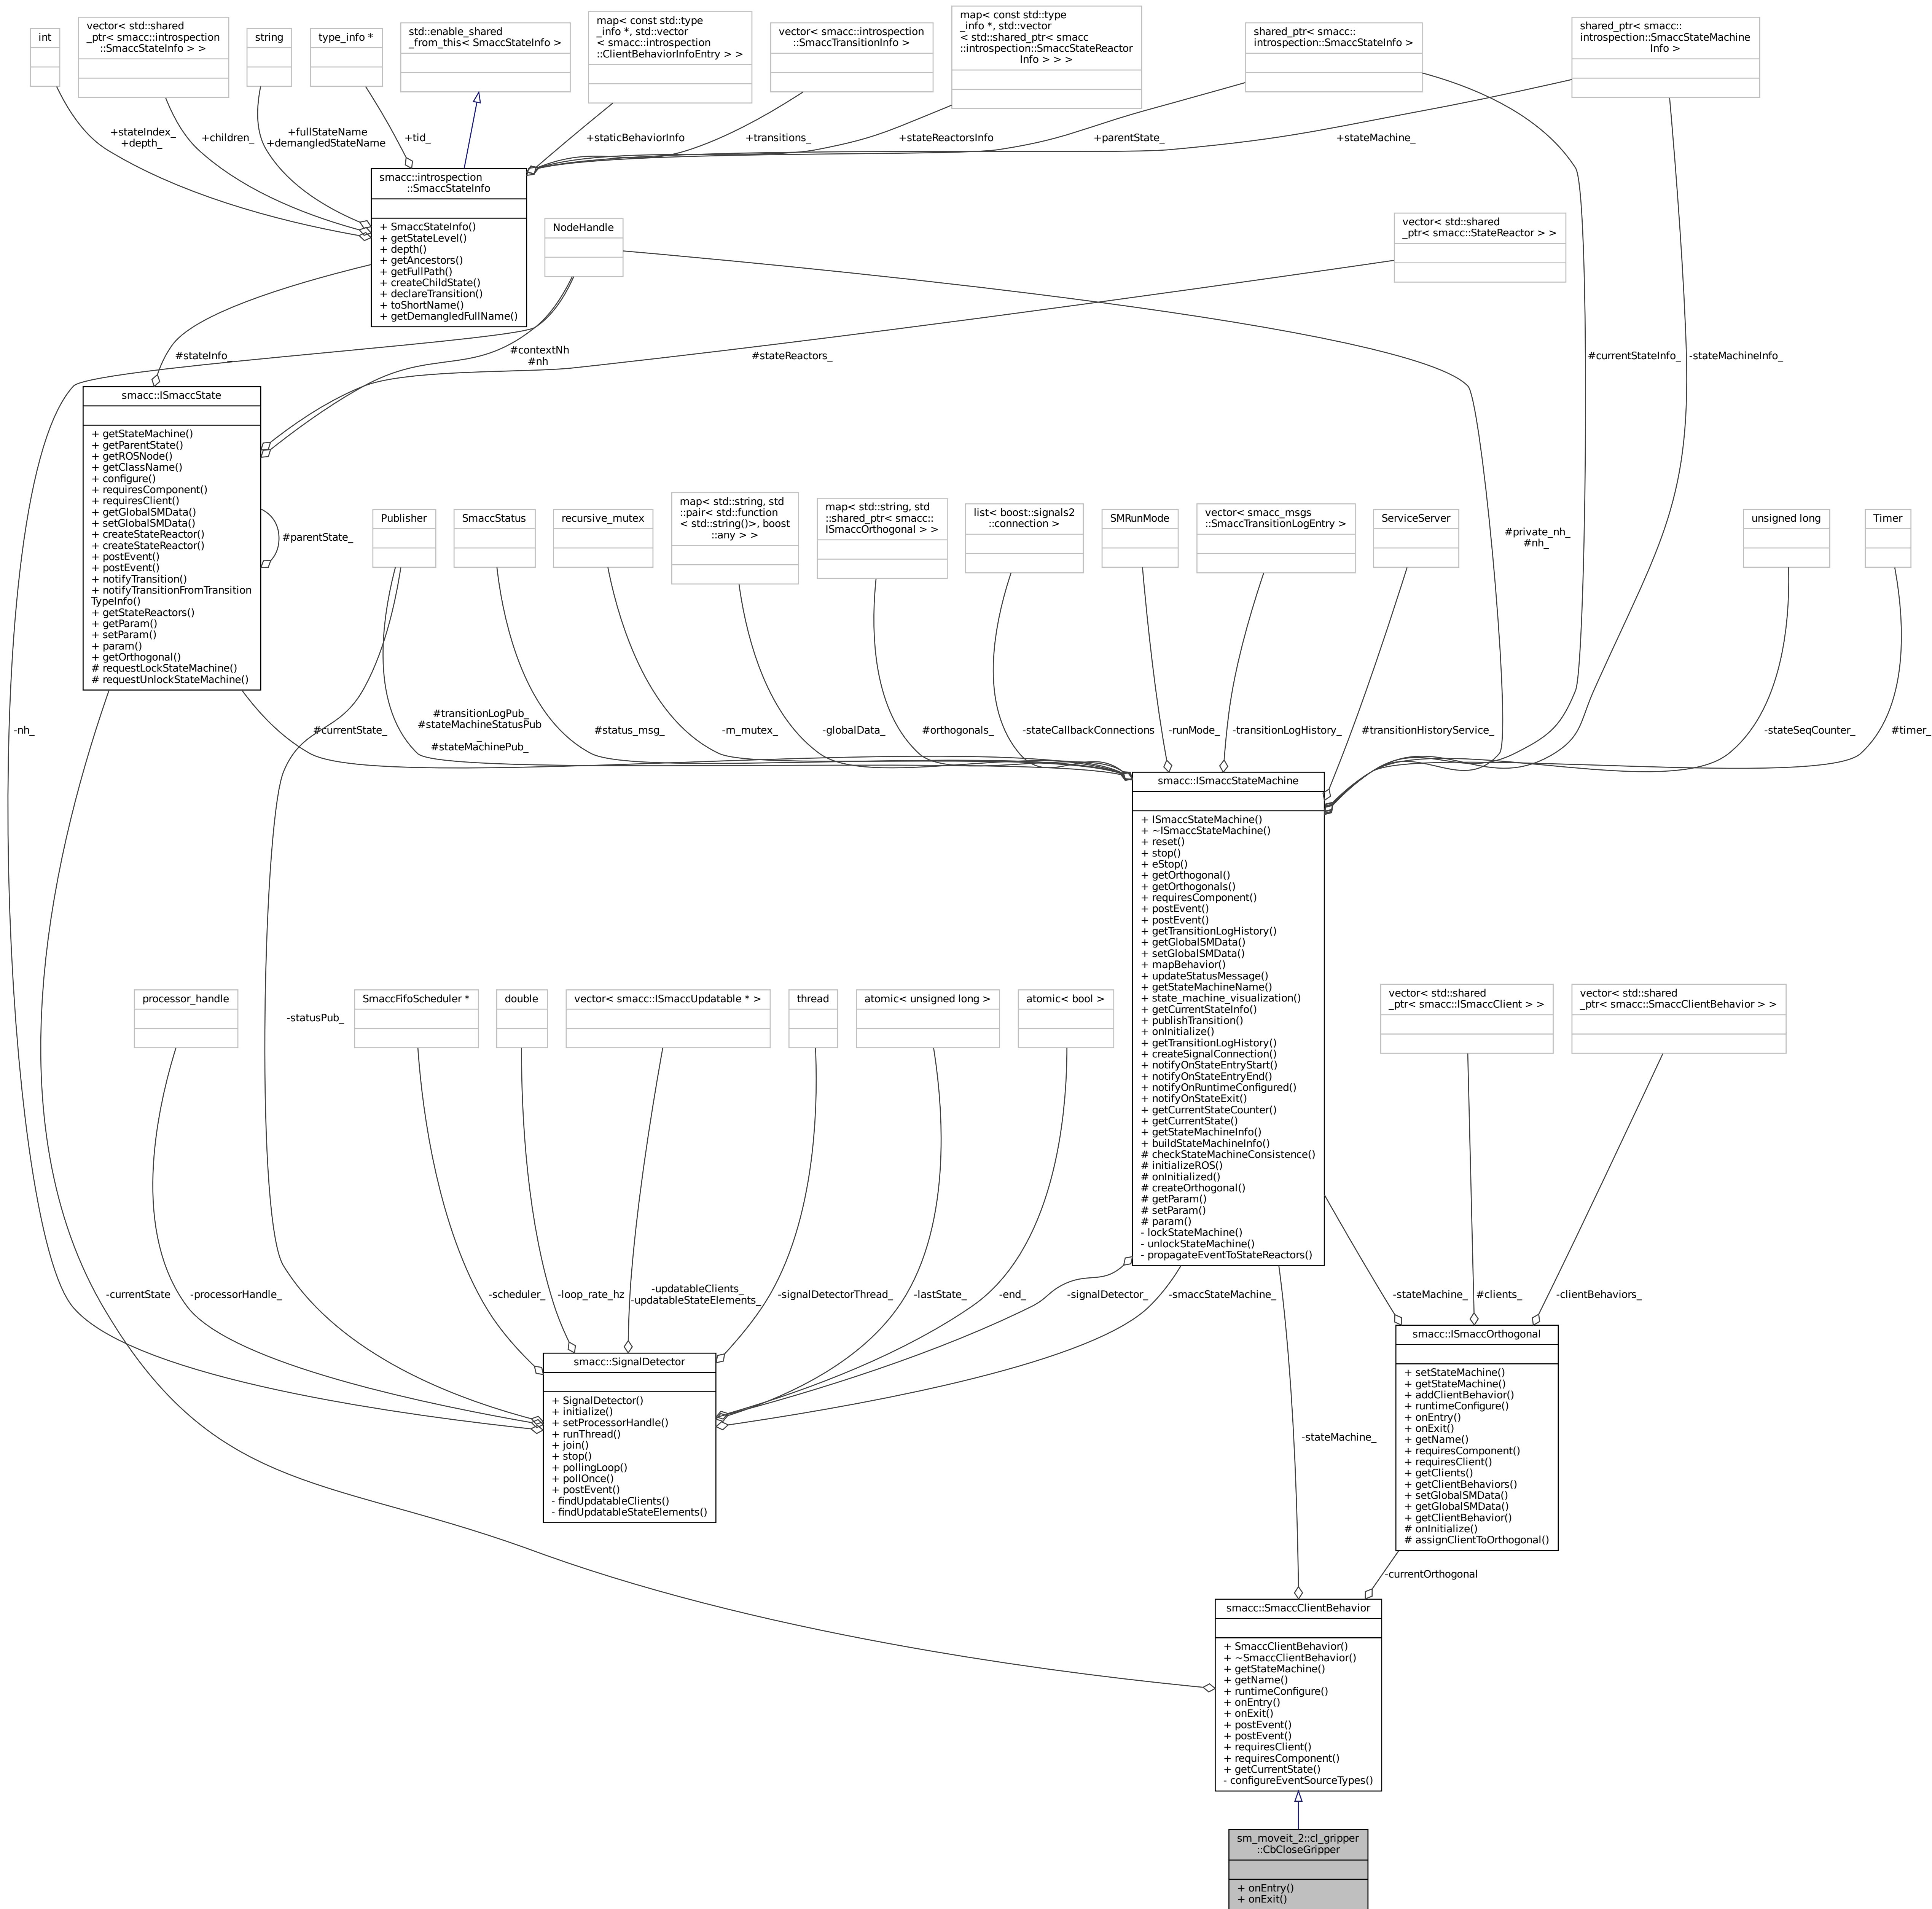 int
vector< std::shared
_ptr< smacc::introspection
::SmaccStateInfo > >
string
type_info *
std::enable_shared
_from_this< SmaccStateInfo >
map< const std::type
_info *, std::vector
< smacc::introspection
::ClientBehaviorInfoEntry > >
vector< smacc::introspection
::SmaccTransitionInfo >
map< const std::type
_info *, std::vector
< std::shared_ptr< smacc
::introspection::SmaccStateReactor
Info > > >
shared_ptr< smacc::
introspection::SmaccStateInfo >
shared_ptr< smacc::
introspection::SmaccStateMachine
Info >
+stateIndex_
+depth_
+children_
+fullStateName
+demangledStateName
+tid_
+staticBehaviorInfo
+transitions_
+stateReactorsInfo
+parentState_
+stateMachine_
smacc::introspection
::SmaccStateInfo
+ SmaccStateInfo()
+ getStateLevel()
+ depth()
+ getAncestors()
+ getFullPath()
+ createChildState()
+ declareTransition()
+ toShortName()
+ getDemangledFullName()
NodeHandle
vector< std::shared
_ptr< smacc::StateReactor > >
#stateInfo_
#contextNh
#nh
#stateReactors_
#currentStateInfo_
-stateMachineInfo_
smacc::ISmaccState
+ getStateMachine()
+ getParentState()
+ getROSNode()
+ getClassName()
+ configure()
+ requiresComponent()
+ requiresClient()
+ getGlobalSMData()
+ setGlobalSMData()
+ createStateReactor()
+ createStateReactor()
+ postEvent()
+ postEvent()
+ notifyTransition()
+ notifyTransitionFromTransition
TypeInfo()
+ getStateReactors()
+ getParam()
+ setParam()
+ param()
+ getOrthogonal()
# requestLockStateMachine()
# requestUnlockStateMachine()
#parentState_
Publisher
SmaccStatus
recursive_mutex
map< std::string, std
::pair< std::function
< std::string()>, boost
::any > >
map< std::string, std
::shared_ptr< smacc::
ISmaccOrthogonal > >
list< boost::signals2
::connection >
SMRunMode
vector< smacc_msgs
::SmaccTransitionLogEntry >
ServiceServer
#private_nh_
#nh_
unsigned long
Timer
-nh_
#currentState_
#transitionLogPub_
#stateMachineStatusPub
_
#stateMachinePub_
#status_msg_
-m_mutex_
-globalData_
#orthogonals_
-stateCallbackConnections
-runMode_
-transitionLogHistory_
#transitionHistoryService_
-stateSeqCounter_
#timer_
smacc::ISmaccStateMachine
+ ISmaccStateMachine()
+ ~ISmaccStateMachine()
+ reset()
+ stop()
+ eStop()
+ getOrthogonal()
+ getOrthogonals()
+ requiresComponent()
+ postEvent()
+ postEvent()
+ getTransitionLogHistory()
+ getGlobalSMData()
+ setGlobalSMData()
+ mapBehavior()
+ updateStatusMessage()
+ getStateMachineName()
+ state_machine_visualization()
+ getCurrentStateInfo()
+ publishTransition()
+ onInitialize()
+ getTransitionLogHistory()
+ createSignalConnection()
+ notifyOnStateEntryStart()
+ notifyOnStateEntryEnd()
+ notifyOnRuntimeConfigured()
+ notifyOnStateExit()
+ getCurrentStateCounter()
+ getCurrentState()
+ getStateMachineInfo()
+ buildStateMachineInfo()
# checkStateMachineConsistence()
# initializeROS()
# onInitialized()
# createOrthogonal()
# getParam()
# setParam()
# param()
- lockStateMachine()
- unlockStateMachine()
- propagateEventToStateReactors()
processor_handle
-statusPub_
SmaccFifoScheduler *
double
vector< smacc::ISmaccUpdatable * >
thread
atomic< unsigned long >
atomic< bool >
vector< std::shared
_ptr< smacc::ISmaccClient > >
vector< std::shared
_ptr< smacc::SmaccClientBehavior > >
-currentState
-processorHandle_
-scheduler_
-loop_rate_hz
-updatableClients_
-updatableStateElements_
-signalDetectorThread_
-lastState_
-end_
-signalDetector_
-smaccStateMachine_
-stateMachine_
#clients_
-clientBehaviors_
smacc::SignalDetector
+ SignalDetector()
+ initialize()
+ setProcessorHandle()
+ runThread()
+ join()
+ stop()
+ pollingLoop()
+ pollOnce()
+ postEvent()
- findUpdatableClients()
- findUpdatableStateElements()
smacc::ISmaccOrthogonal
+ setStateMachine()
+ getStateMachine()
+ addClientBehavior()
+ runtimeConfigure()
+ onEntry()
+ onExit()
+ getName()
+ requiresComponent()
+ requiresClient()
+ getClients()
+ getClientBehaviors()
+ setGlobalSMData()
+ getGlobalSMData()
+ getClientBehavior()
# onInitialize()
# assignClientToOrthogonal()
-stateMachine_
-currentOrthogonal
smacc::SmaccClientBehavior
+ SmaccClientBehavior()
+ ~SmaccClientBehavior()
+ getStateMachine()
+ getName()
+ runtimeConfigure()
+ onEntry()
+ onExit()
+ postEvent()
+ postEvent()
+ requiresClient()
+ requiresComponent()
+ getCurrentState()
- configureEventSourceTypes()
sm_moveit_2::cl_gripper
::CbCloseGripper
+ onEntry()
+ onExit()